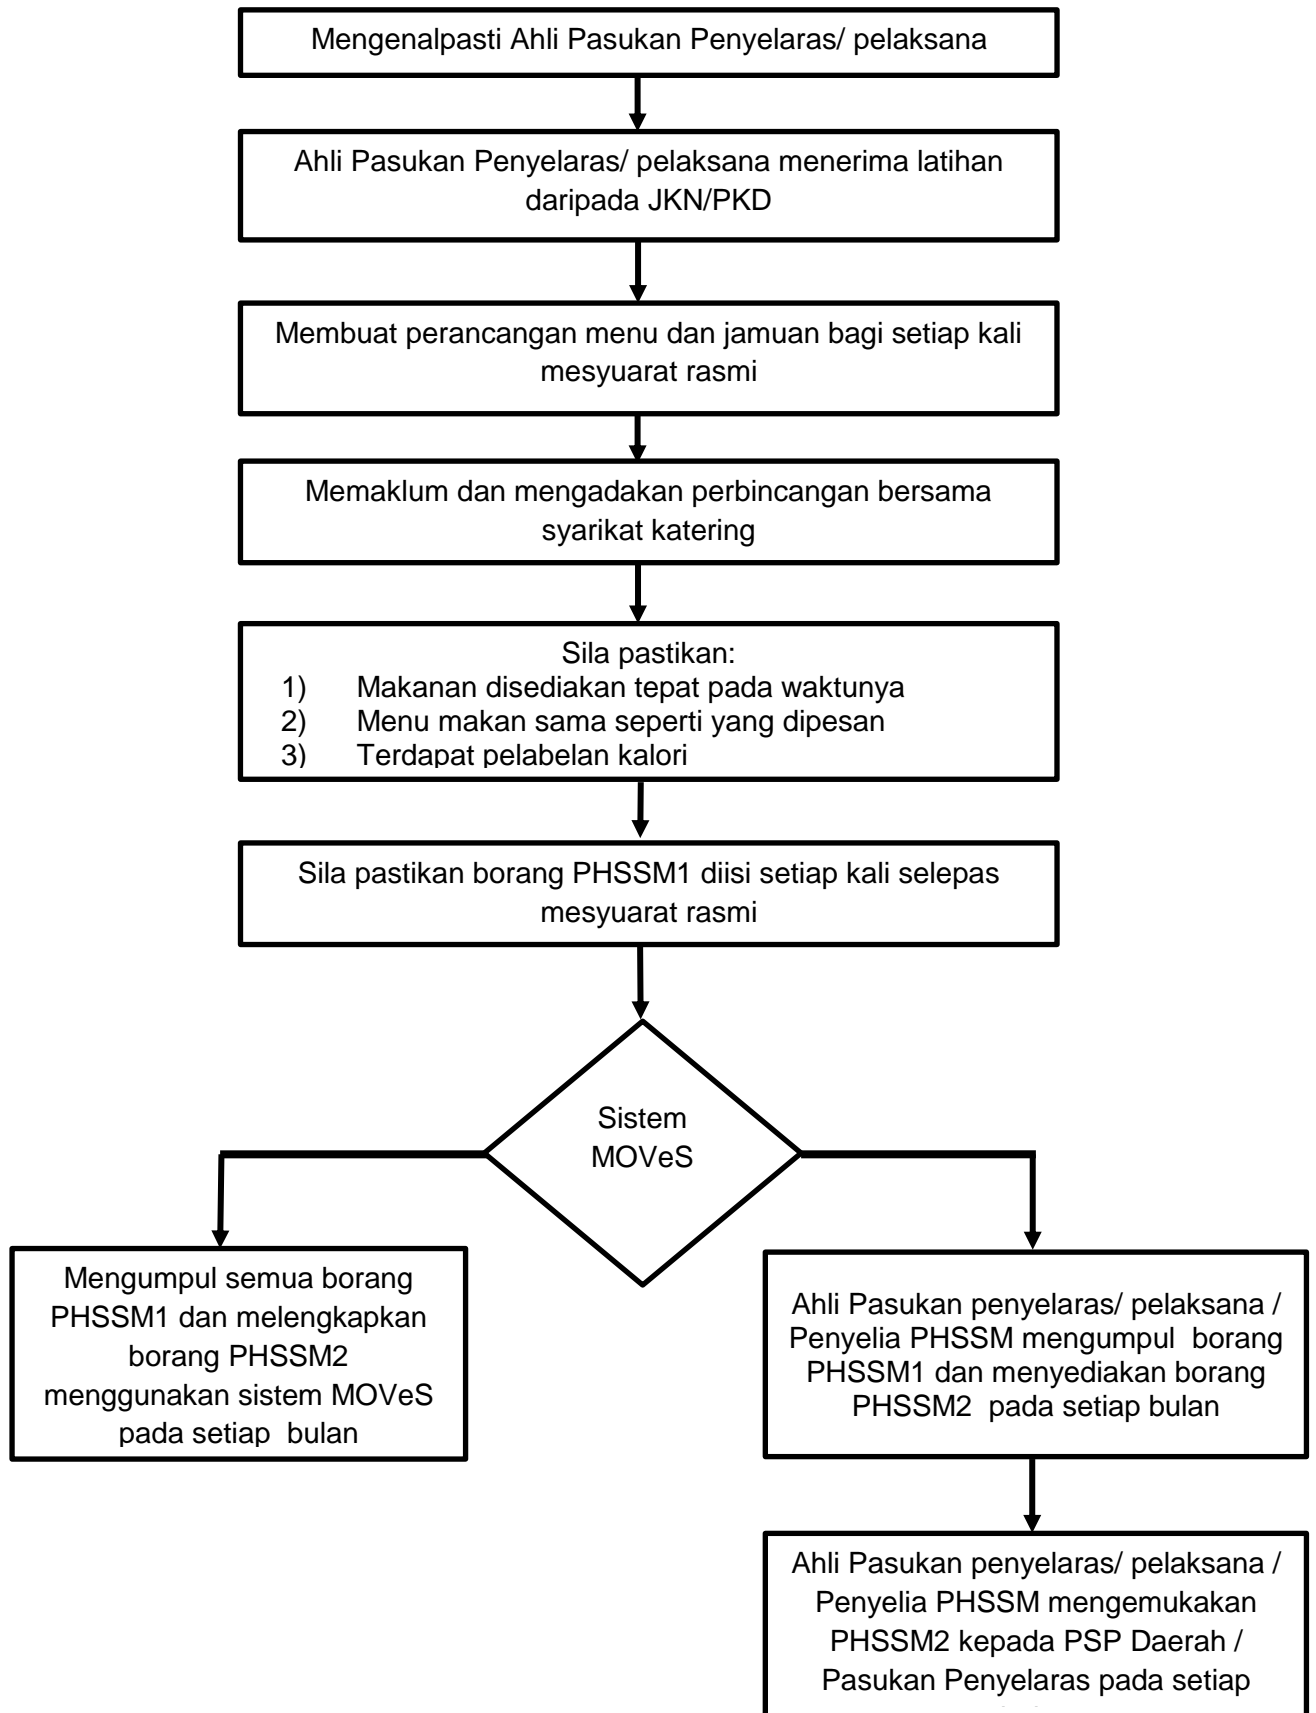 Mengenalpasti Ahli Pasukan Penyelaras/ pelaksana
Ahli Pasukan Penyelaras/ pelaksana menerima latihan
daripada JKN/PKD
Membuat perancangan menu dan jamuan bagi setiap kali
mesyuarat rasmi
Memaklum dan mengadakan perbincangan bersama
syarikat katering
Sila pastikan:
1) Makanan disediakan tepat pada waktunya
2) Menu makan sama seperti yang dipesan
3) Terdapat pelabelan kalori
Sila pastikan borang PHSSM1 diisi setiap kali selepas
mesyuarat rasmi
Sistem
MOVeS
Mengumpul semua borang
PHSSM1 dan melengkapkan
borang PHSSM2
menggunakan sistem MOVeS
pada setiap bulan
Ahli Pasukan penyelaras/ pelaksana /
Penyelia PHSSM mengumpul borang
PHSSM1 dan menyediakan borang
PHSSM2 pada setiap bulan
Ahli Pasukan penyelaras/ pelaksana /
Penyelia PHSSM mengemukakan
PHSSM2 kepada PSP Daerah /
Pasukan Penyelaras pada setiap